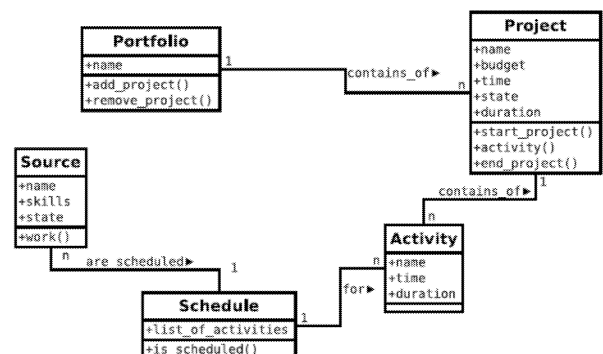 Project
+name
+budget
+time
+state
+duration
+start_project()
+activity()
+end_project()
Portfolio
+name
+add_project()
+remove_project()
1
contains_of▶
n
Source
+name
+skills
+state
+work()
contains_of▶
1
n
Activity
+name
+time
+duration
n
are scheduled▶
1
n
for▶
1
Schedule
+list_of_activities
+is_scheduled()